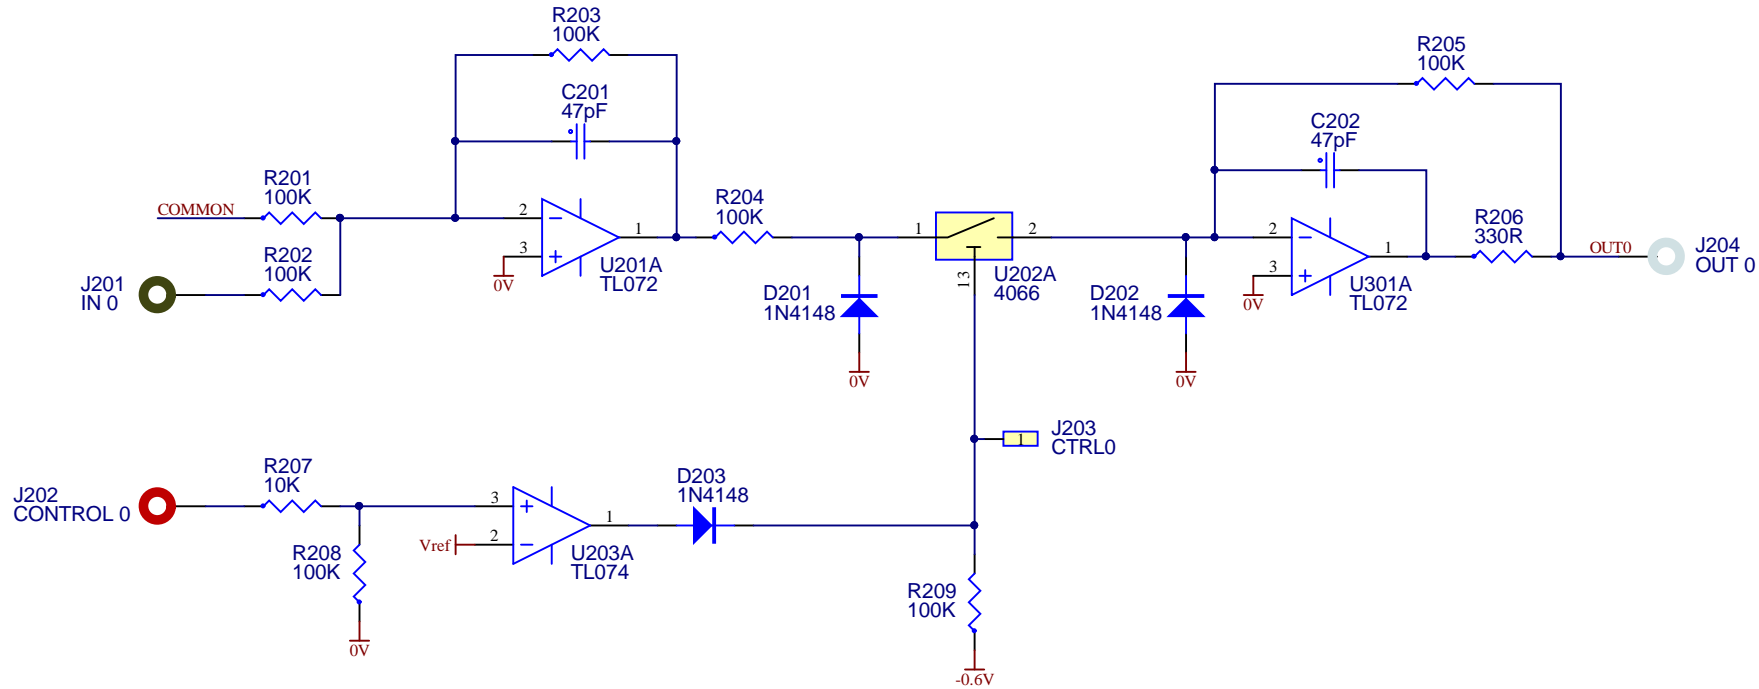 R203
100K
C201
47pF
R205
100K
C202
47pF
R201
100K
COMMON
R202
100K
J201
IN 0
2
3
1
0V
U201A
TL072
R204
100K
1
2
13
U202A
4066
D201
1N4148
0V
D202
1N4148
0V
2
3
1
0V
U301A
TL072
R206
330R
OUT0
J204
OUT 0
J203
CTRL0
1
J202
CONTROL 0
R207
10K
R208
100K
0V
3
2
1
Vref
U203A
TL074
D203
1N4148
R209
100K
-0.6V